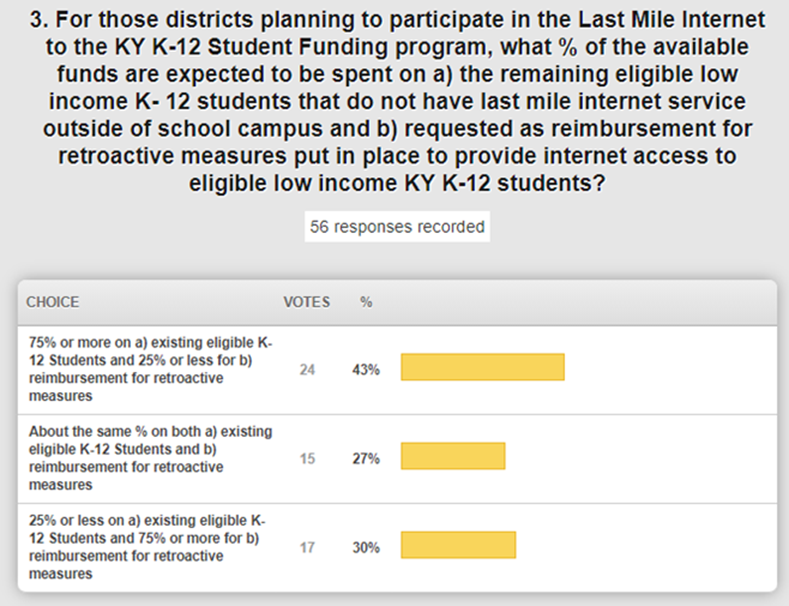 3. For those districts planning to participate in the Last Mile Internet
to the KY K-12 Student Funding program, what % of the available
funds are expected to be spent on a) the remaining eligible low
income K- 12 students that do not have last mile internet service
outside of school campus and b) requested as reimbursement for
retroactive measures put in place to provide internet access to
eligible low income KY K-12 students?
56 responses recorded
CHOICE VOTES %
75% or more on a) existing eligible K-
12 Students and 25% or less for b)
reimbursement for retroactive
measures
24 43%
About the same % on both a) existing
eligible K-12 Students and b)
reimbursement for retroactive
measures
15 27%
25% or less on a) existing eligible K-
12 Students and 75% or more for b)
reimbursement for retroactive
measures
17 30%